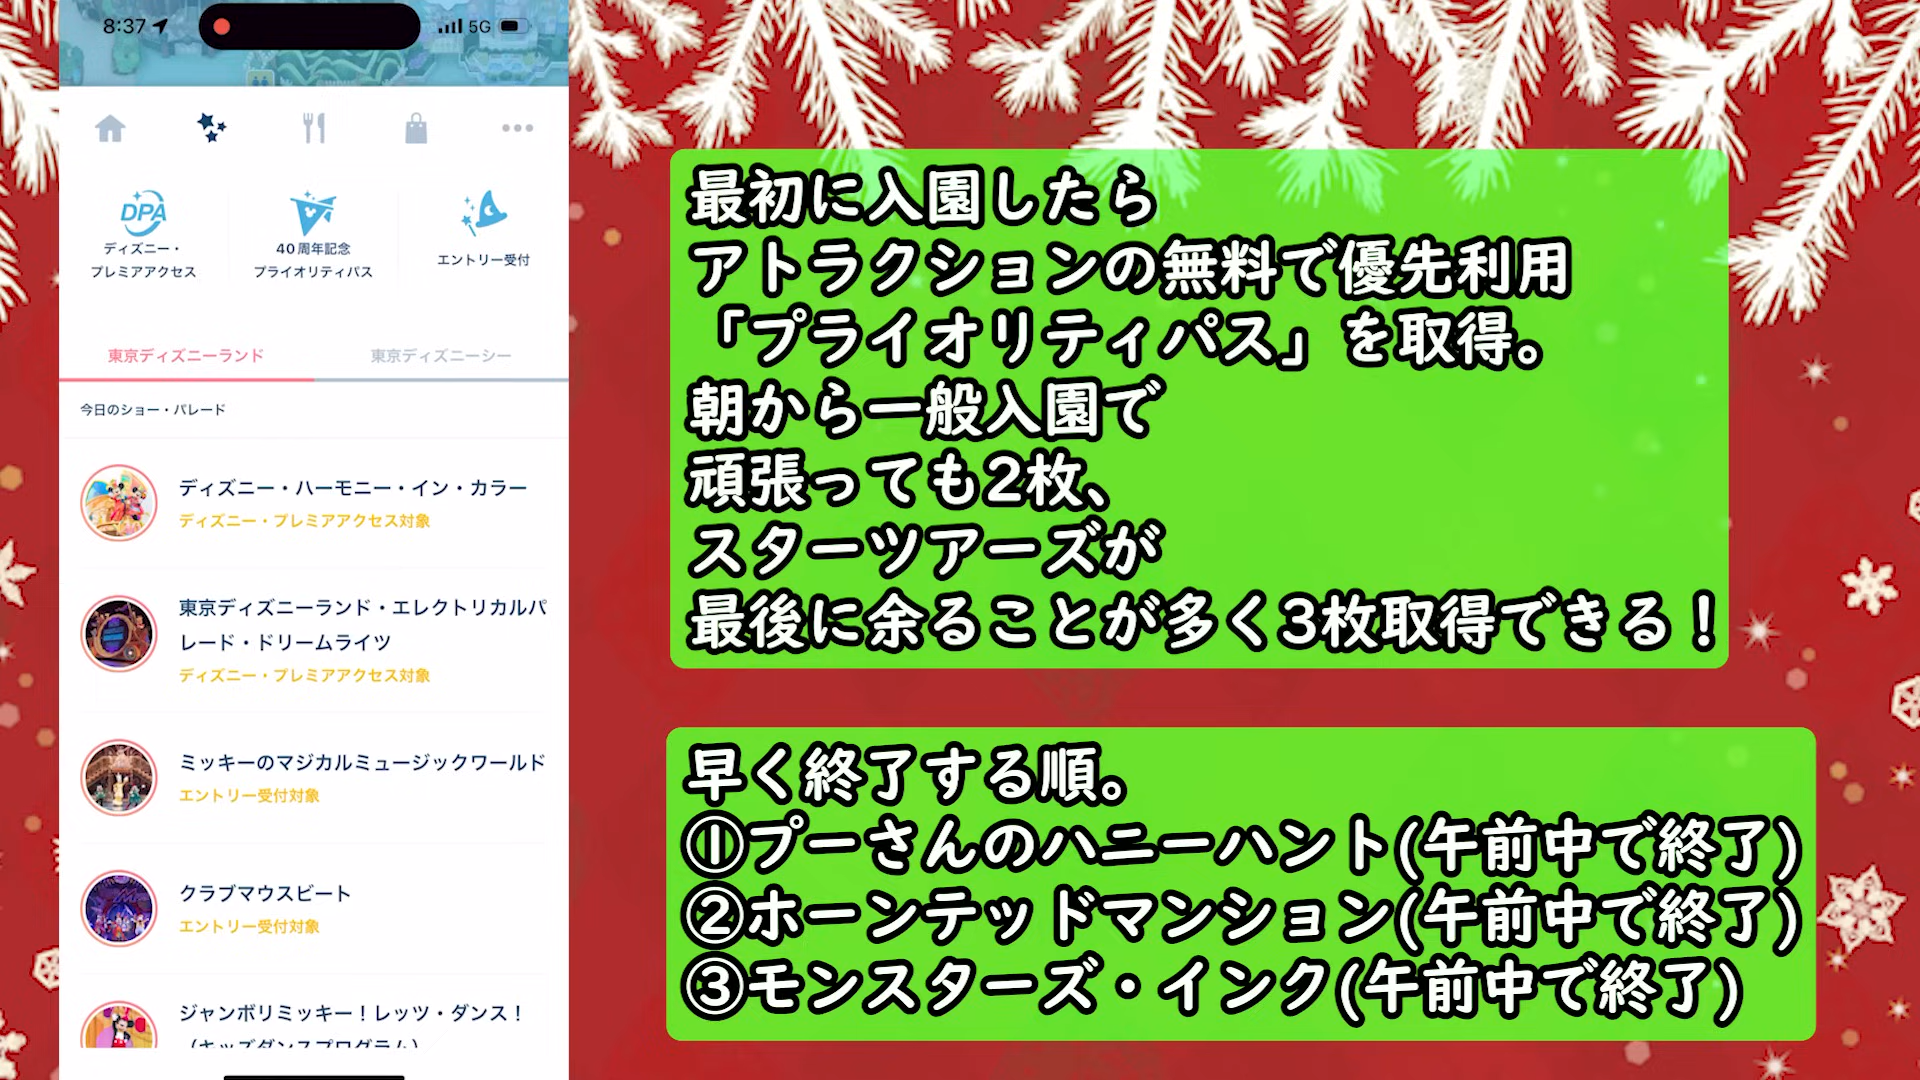 8:37
5G
DPA
ディズニー・
プレミアアクセス
40周年記念
プライオリティパス
エントリー受付
東京ディズニーランド
東京ディズニーシー
今日のショー・パレード
ディズニー・ハーモニー・イン・カラー
ディズニー・プレミアアクセス対象
東京ディズニーランド・エレクトリカルパ
レード・ドリームライツ
ディズニー・プレミアアクセス対象
ミッキーのマジカルミュージックワールド
エントリー受付対象
クラブマウスビート
エントリー受付対象
ジャンボリミッキー！レッツ・ダンス！
（キッズダンスプログラム）
最初に入園したら
アトラクションの無料で優先利用
「プライオリティパス」を取得。
朝から一般入園で
頑張っても2枚、
スターツアーズが
最後に余ることが多く3枚取得できる！
早く終了する順。
①プーさんのハニーハント(午前中で終了)
②ホーンテッドマンション(午前中で終了)
③モンスターズ・インク(午前中で終了)